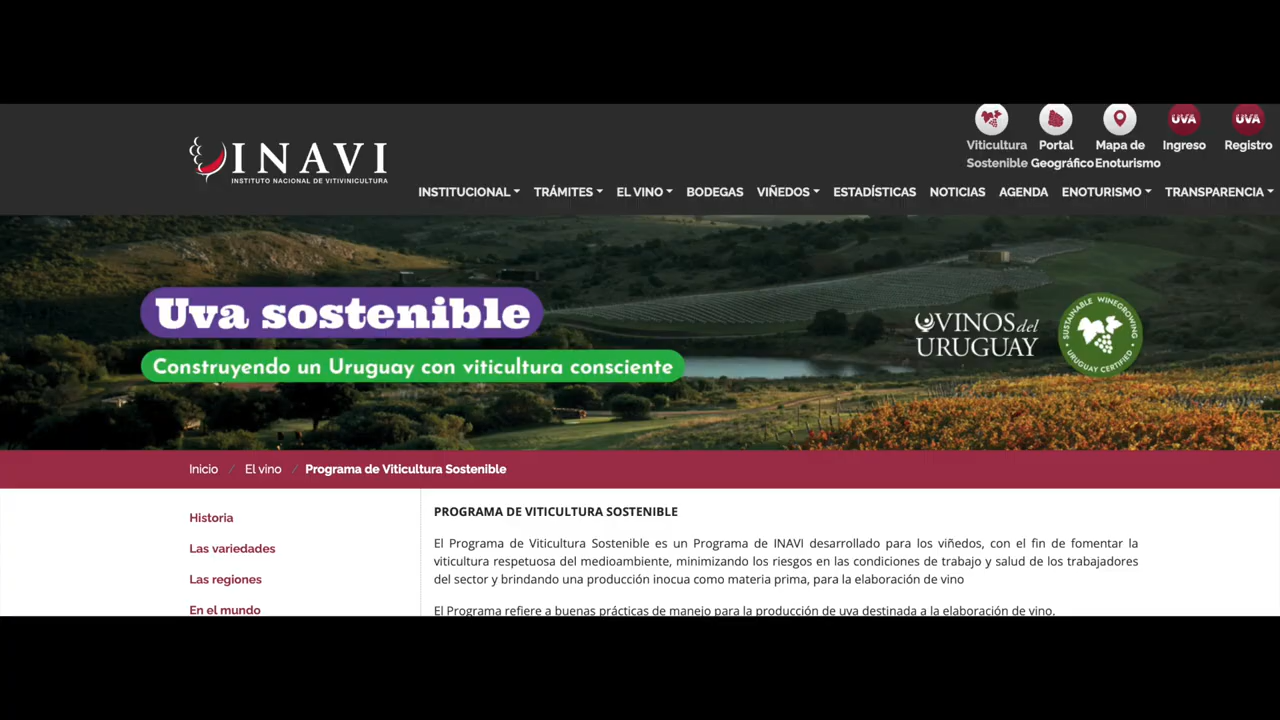 INAVI
INSTITUTO NACIONAL DE VITIVINICULTURA
Viticultura Sostenible
Portal Geográfico
Mapa de Enoturismo
UVA
Ingreso
UVA
Registro
INSTITUCIONAL TRÁMITES EL VINO BODEGAS VIÑEDOS ESTADÍSTICAS NOTICIAS AGENDA ENOTURISMO TRANSPARENCIA
Uva sostenible
Construyendo un Uruguay con viticultura consciente
VINOS del
URUGUAY
SUSTAINABLE WINEGROWING
URUGUAY CERTIFIED
Inicio / El vino / Programa de Viticultura Sostenible
Historia
Las variedades
Las regiones
En el mundo
PROGRAMA DE VITICULTURA SOSTENIBLE
El Programa de Viticultura Sostenible es un Programa de INAVI desarrollado para los viñedos, con el fin de fomentar la
viticultura respetuosa del medioambiente, minimizando los riesgos en las condiciones de trabajo y salud de los trabajadores
del sector y brindando una producción inocua como materia prima, para la elaboración de vino
El Programa refiere a buenas prácticas de manejo para la producción de uva destinada a la elaboración de vino.